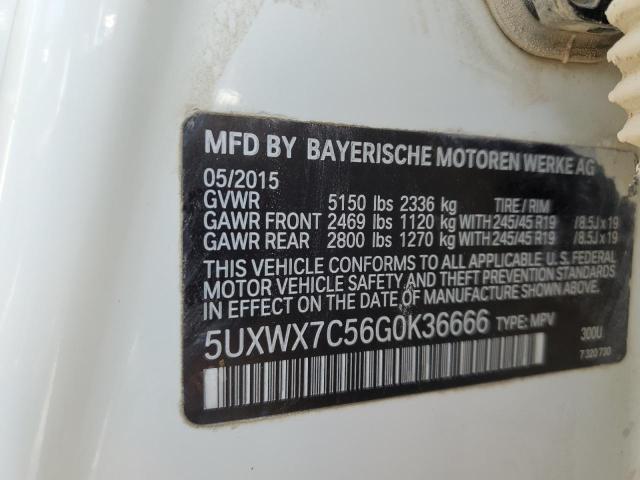 MFD BY BAYERISCHE MOTOREN WERKE AG
05/2015
GVWR 5150 lbs 2336 kg TIRE / RIM
GAWR FRONT 2469 lbs 1120 kg WITH 245/45 R19 / 8.5J x 19
GAWR REAR 2800 lbs 1270 kg WITH 245/45 R19 / 8.5J x 19
THIS VEHICLE CONFORMS TO ALL APPLICABLE U. S. FEDERAL
MOTOR VEHICLE SAFETY AND THEFT PREVENTION STANDARDS
IN EFFECT ON THE DATE OF MANUFACTURE SHOWN ABOVE.
5UXWX7C56G0K36666 TYPE: MPV 300U
7 320 730